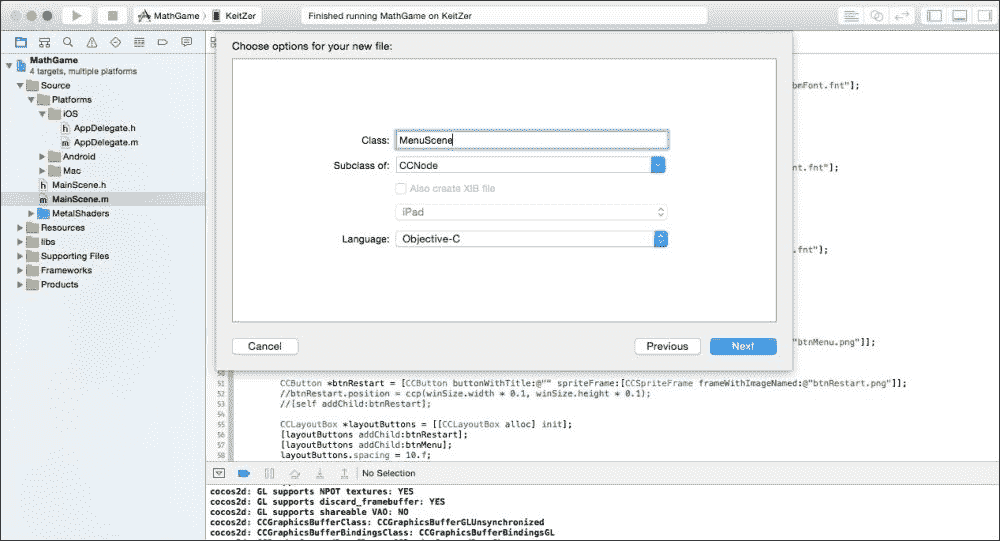 MathGame KeitZer Finished running MathGame on KeitZer
Choose options for your new file:
MathGame
4 targets, multiple platforms
Source
Platforms
iOS
h AppDelegate.h
m AppDelegate.m
Android
Mac
h MainScene.h
m MainScene.m
MetalShaders
Resources
libs
Supporting Files
Frameworks
Products
Class: MenuScene
Subclass of: CCNode
Also create XIB file
iPad
Language: Objective-C
Cancel Previous Next
bmFont.fnt"];
nt.fnt"];
nt.fnt"];
"btnMenu.png"]];
51 CCButton *btnRestart = [CCButton buttonWithTitle:@"" spriteFrame:[CCSpriteFrame frameWithImageNamed:@"btnRestart.png"]];
52 //btnRestart.position = ccp(winSize.width * 0.1, winSize.height * 0.1);
53 //[self addChild:btnRestart];
54
55 CCLayoutBox *layoutButtons = [[CCLayoutBox alloc] init];
56 [layoutButtons addChild:btnRestart];
57 [layoutButtons addChild:btnMenu];
58 layoutButtons.spacing = 10.f;
No Selection
cocos2d: GL supports NPOT textures: YES
cocos2d: GL supports discard_framebuffer: YES
cocos2d: GL supports shareable VAO: NO
cocos2d: CCGraphicsBufferClass: CCGraphicsBufferGLUnsynchronized
cocos2d: CCGraphicsBufferBindingsClass: CCGraphicsBufferBindingsGL